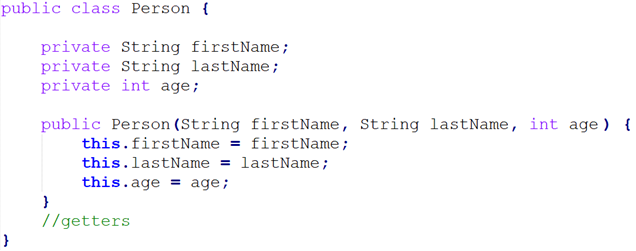 public class Person {
private String firstName;
private String lastName;
private int age;
public Person(String firstName, String lastName, int age) {
this.firstName = firstName;
this.lastName = lastName;
this.age = age;
}
//getters
}